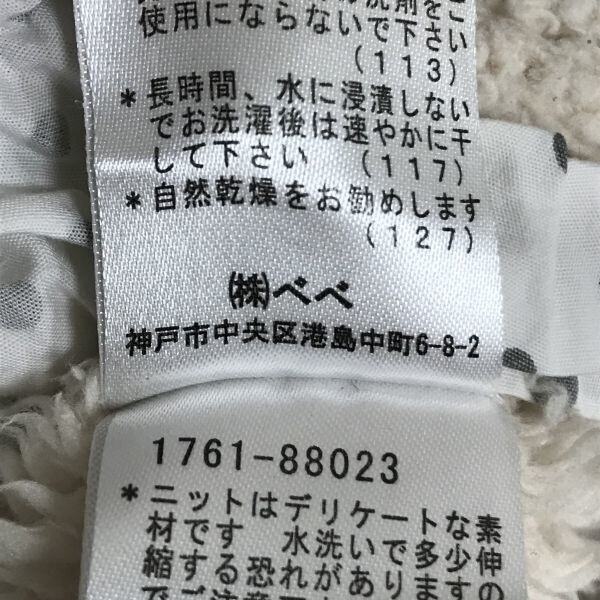 使用にならないで下さい
(113)
*長時間、水に浸漬しない
でお洗濯後は速やかに干
して下さい (117)
*自然乾燥をお勧めします
(127)
㈱べべ
神戸市中央区港島中町6-8-2
1761-88023
*ニットはデリケートな素
材です 水洗いで多少伸
縮する恐れがあります